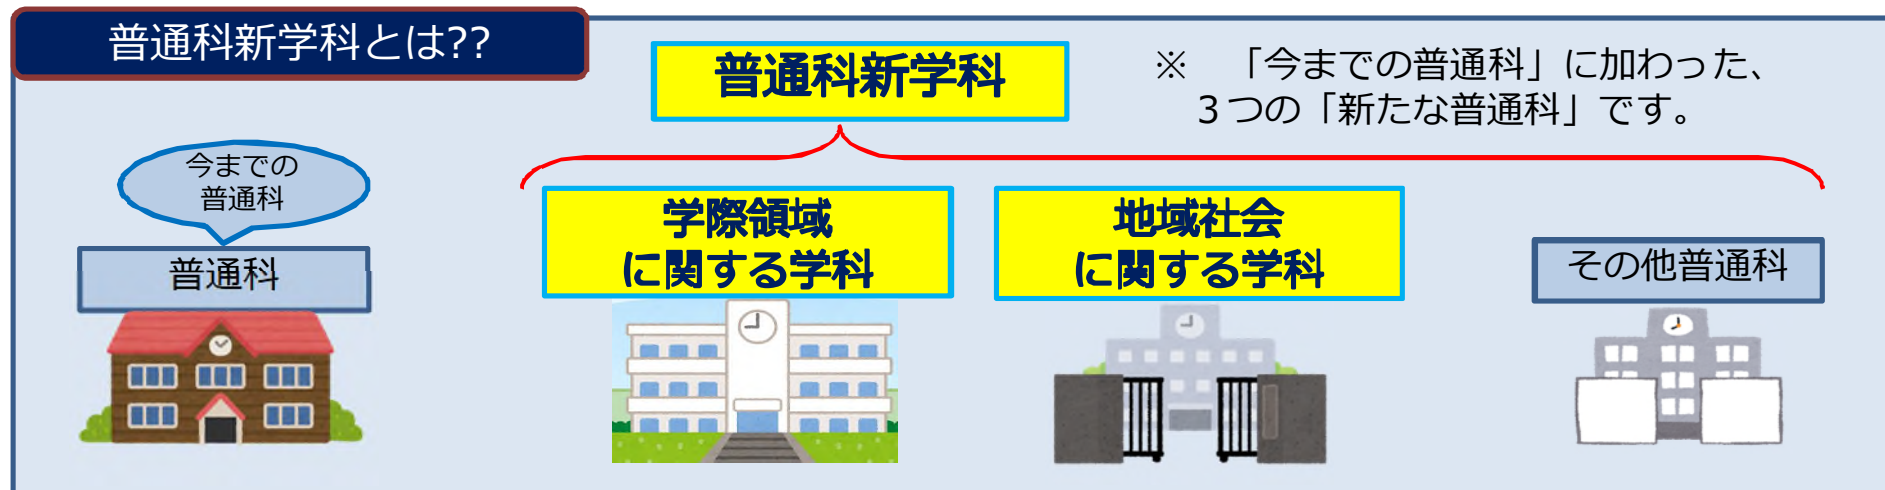 普通科新学科とは??
普通科新学科
※　「今までの普通科」に加わった、
３つの「新たな普通科」です。
今までの
普通科
普通科
学際領域
に関する学科
地域社会
に関する学科
その他普通科